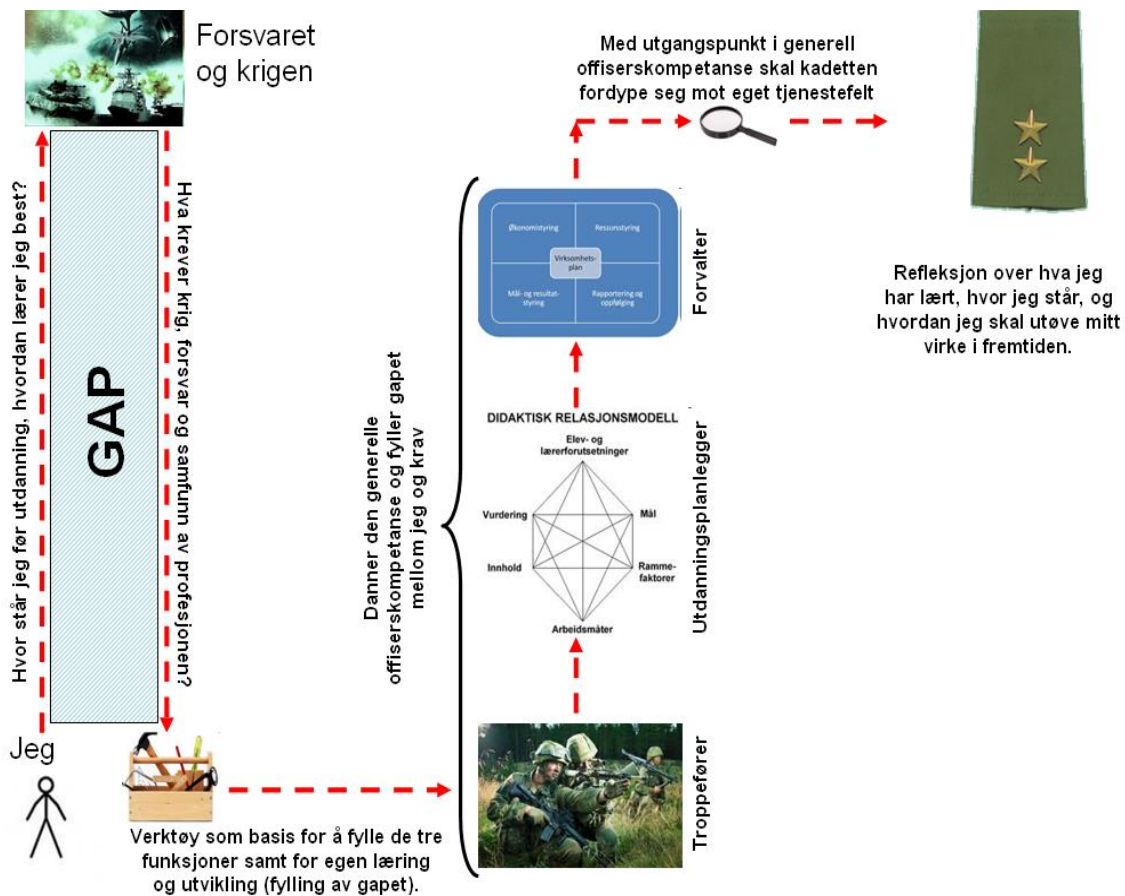 Forsvaret
og krigen
Hvor står jeg før utdanning, hvordan lærer jeg best?
GAP
Hva krever krig, forsvar og samfunn av profesjonen?
Jeg
Verktøy som basis for å fylle de tre
funksjoner samt for egen læring
og utvikling (fylling av gapet).
Danner den generelle
offiserskompetanse og fyller gapet
mellom jeg og krav
Troppefører
DIDAKTISK RELASJONSMODELL
Elev- og
lærerforutsetninger
Vurdering
Mål
Innhold
Ramme-
faktorer
Arbeidsmåter
Utdanningsplanlegger
Økonomistyring
Ressursstyring
Virksomhets-
plan
Mål- og resultat-
styring
Rapportering og
oppfølging
Forvalter
Med utgangspunkt i generell
offiserskompetanse skal kadetten
fordype seg mot eget tjenestefelt
Refleksjon over hva jeg
har lært, hvor jeg står, og
hvordan jeg skal utøve mitt
virke i fremtiden.